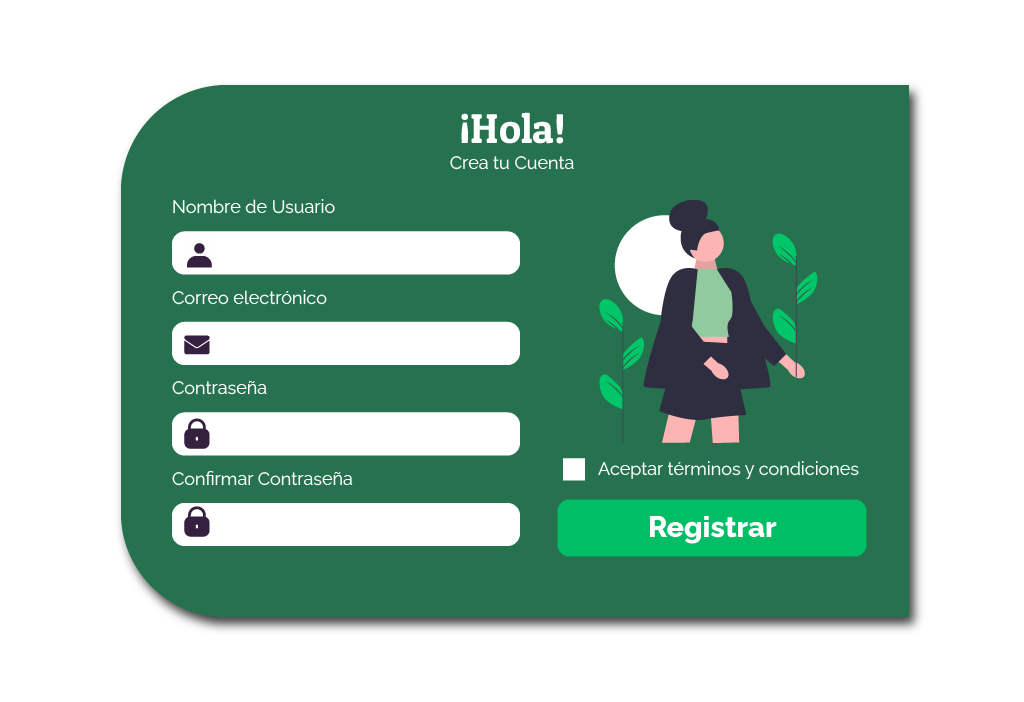 ¡Hola!
Crea tu Cuenta
Nombre de Usuario
Correo electrónico
Contraseña
Confirmar Contraseña
Aceptar términos y condiciones
Registrar